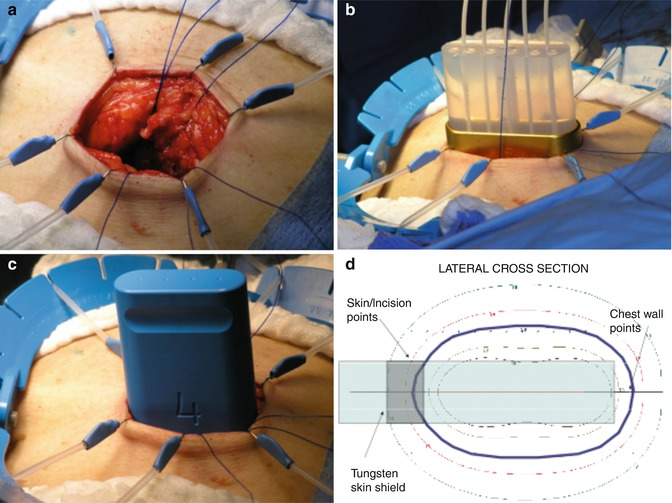 a
b
c
4
d
LATERAL CROSS SECTION
Skin/Incision
points
Chest wall
points
Tungsten
skin shield